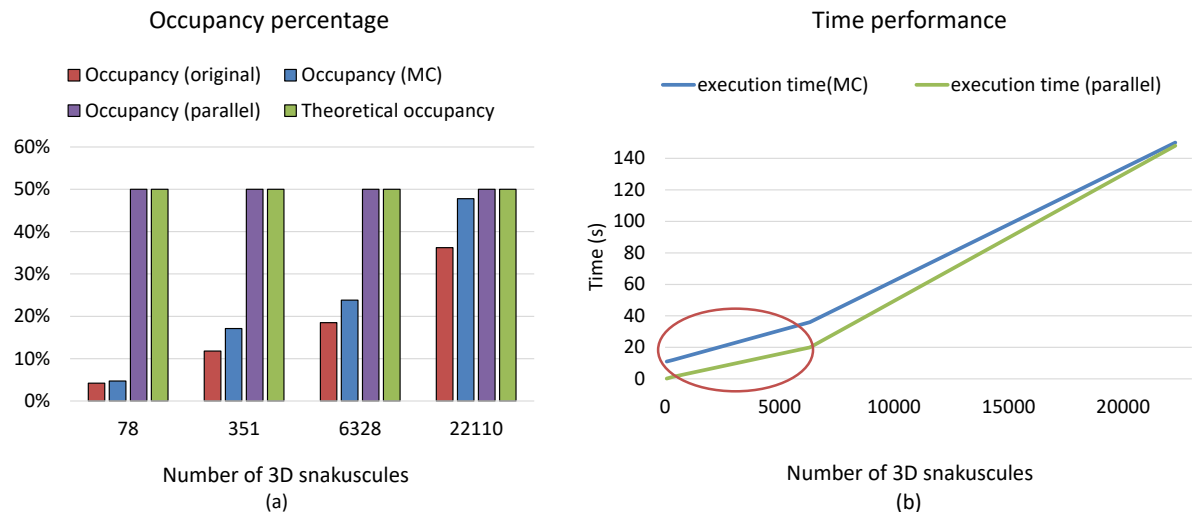 Occupancy percentage
Occupancy (original)
Occupancy (MC)
Occupancy (parallel)
Theoretical occupancy
60%
50%
40%
30%
20%
10%
0%
78 351 6328 22110
Number of 3D snakuscules
(a)
Time performance
execution time(MC)
execution time (parallel)
Time (s)
140
120
100
80
60
40
20
0
0 5000 10000 15000 20000
Number of 3D snakuscules
(b)